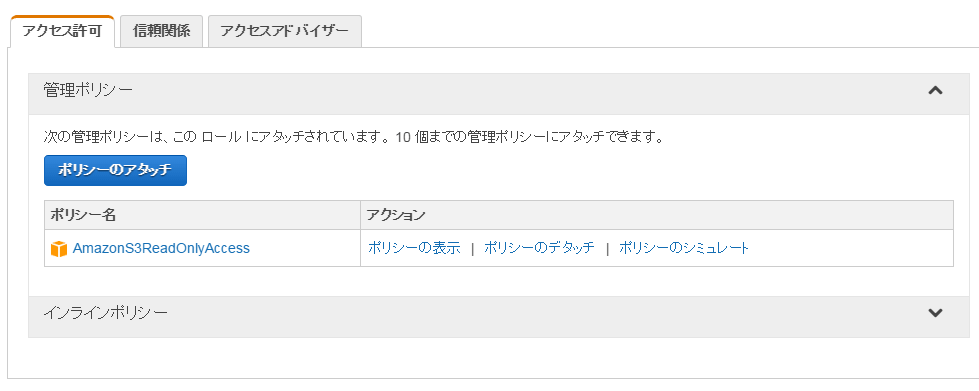 アクセス許可 信頼関係 アクセスアドバイザー
管理ポリシー
次の管理ポリシーは、この ロール にアタッチされています。 10 個までの管理ポリシーにアタッチできます。
ポリシーのアタッチ
ポリシー名 アクション
AmazonS3ReadOnlyAccess ポリシーの表示 | ポリシーのデタッチ | ポリシーのシミュレート
インラインポリシー